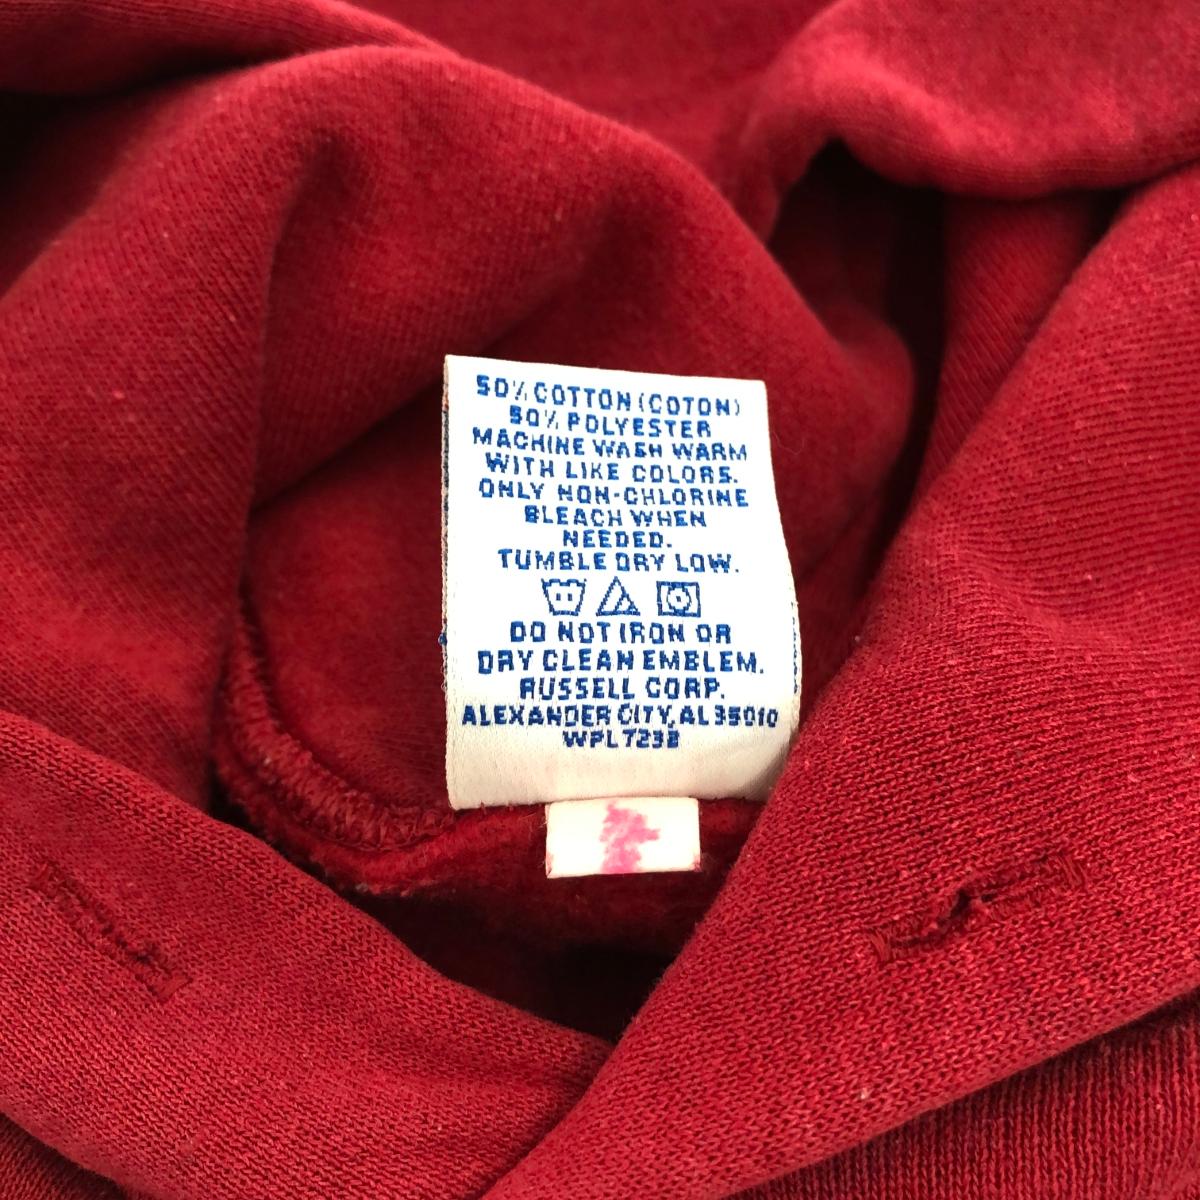 50% COTTON (COTON)
50% POLYESTER
MACHINE WASH WARM
WITH LIKE COLORS.
ONLY NON-CHLORINE
BLEACH WHEN
NEEDED.
TUMBLE DRY LOW.
DO NOT IRON OR
DRY CLEAN EMBLEM.
RUSSELL CORP.
ALEXANDER CITY, AL 35010
WPL 7232